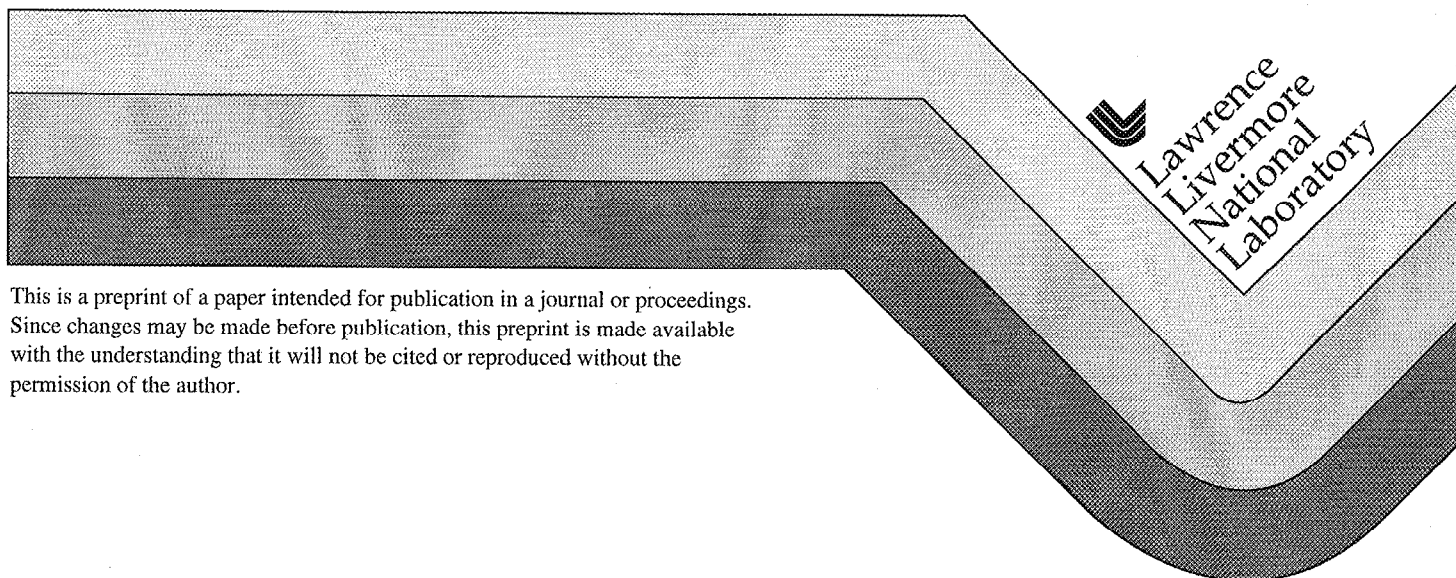 Lawrence
Livermore
National
Laboratory
This is a preprint of a paper intended for publication in a journal or proceedings.
Since changes may be made before publication, this preprint is made available
with the understanding that it will not be cited or reproduced without the
permission of the author.